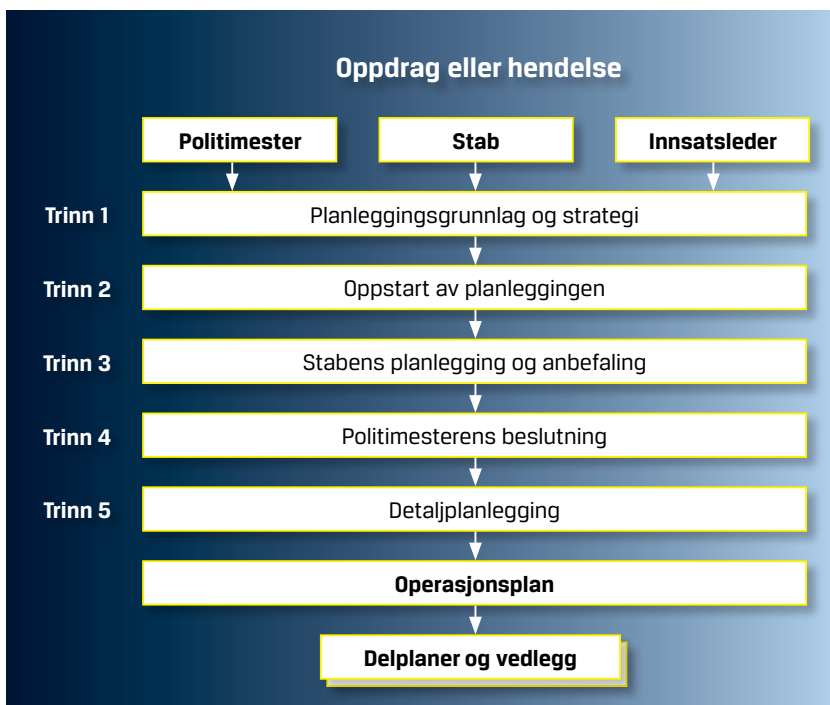 Oppdrag eller hendelse
Politimester Stab Innsatsleder
Trinn 1 Planleggingsgrunnlag og strategi
Trinn 2 Oppstart av planleggingen
Trinn 3 Stabens planlegging og anbefaling
Trinn 4 Politimesterens beslutning
Trinn 5 Detaljplanlegging
Operasjonsplan
Delplaner og vedlegg